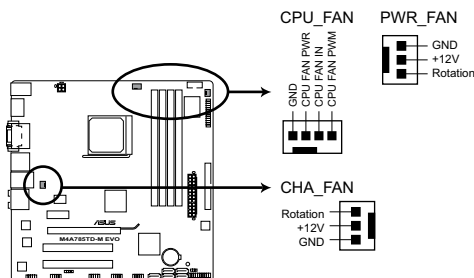 CPU_FAN
PWR_FAN
GND
CPU FAN PWR
CPU FAN IN
CPU FAN PWM
GND
+12V
Rotation
CHA_FAN
Rotation
+12V
GND
/ISUS
M4A785TD-M EVO